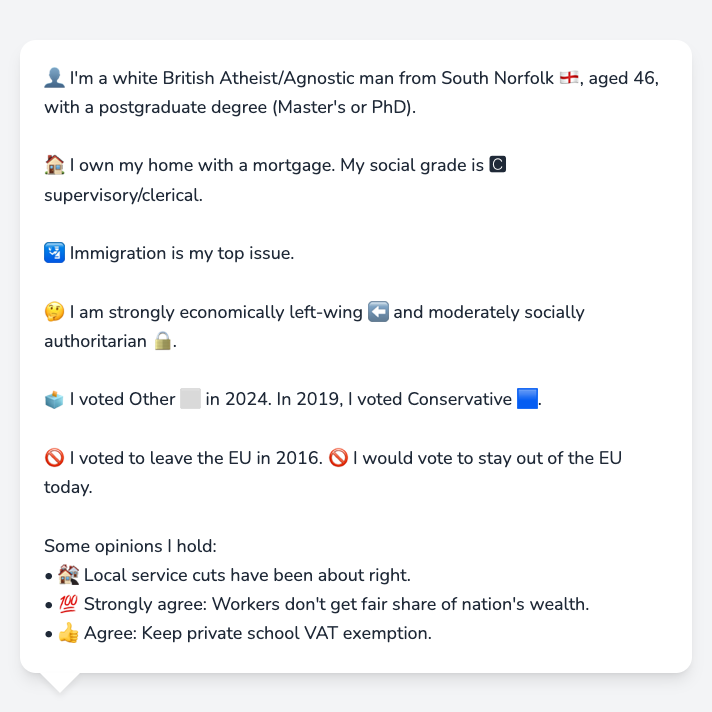 👤 I'm a white British Atheist/Agnostic man from South Norfolk 🏴󠁧󠁢󠁥󠁮󠁧󠁿, aged 46,
with a postgraduate degree (Master's or PhD).
🏠 I own my home with a mortgage. My social grade is 🅲
supervisory/clerical.
🛂 Immigration is my top issue.
🤔 I am strongly economically left-wing ⬅️ and moderately socially
authoritarian 🔒.
🗳️ I voted Other ⬜ in 2024. In 2019, I voted Conservative 🟦.
🚫 I voted to leave the EU in 2016. 🚫 I would vote to stay out of the EU
today.
Some opinions I hold:
• 🏚️ Local service cuts have been about right.
• 💯 Strongly agree: Workers don't get fair share of nation's wealth.
• 👍 Agree: Keep private school VAT exemption.